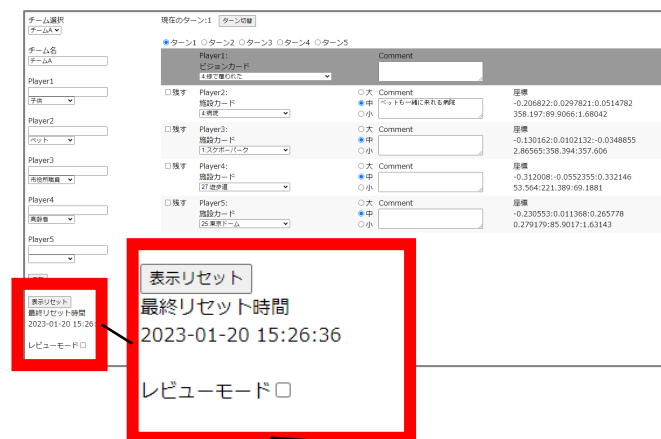 チーム選択
チームA
チーム名
チームA
Player1
子供
Player2
ペット
Player3
市役所職員
Player4
高齢者
Player5
表示リセット
最終リセット時間
2023-01-20 15:26:
レビューモード
現在のターン:1 ターン切替
ターン1 ターン2 ターン3 ターン4 ターン5
Player1: Comment
ビジョンカード
4:緑で覆われた
残す Player2: 大 Comment 座標
施設カード 中 ペットも一緒に来れる病院 -0.206822:0.0297821:0.0514782
4:病院 小 358.197:89.9066:1.68042
残す Player3: 大 Comment 座標
施設カード 中 -0.130162:0.0102132:-0.0348855
1:スケボーパーク 小 2.86565:358.394:357.606
残す Player4: 大 Comment 座標
施設カード 中 -0.312008:-0.0552355:0.332146
27 遊歩道 小 53.564:221.389:69.1881
残す Player5: 大 Comment 座標
施設カード 中 -0.230553:0.011368:0.265778
25 東京ドーム 小 0.279179:85.9017:1.63143
表示リセット
最終リセット時間
2023-01-20 15:26:36
レビューモード